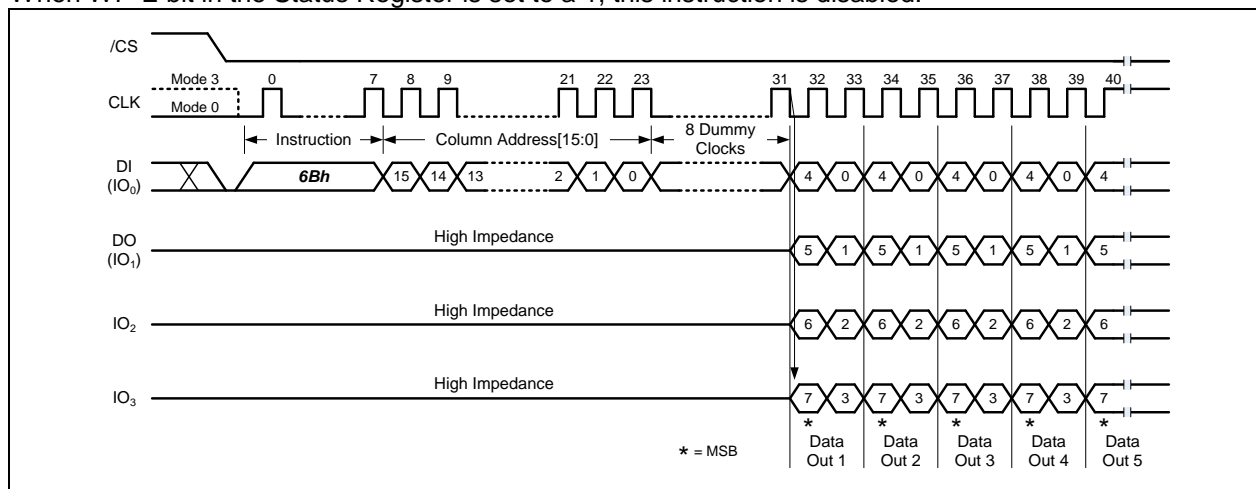 When WP-E bit in the Status Register is set to a 1, this instruction is disabled.
/CS
Mode 3 0 7 8 9 21 22 23 31 32 33 34 35 36 37 38 39 40
CLK Mode 0
Instruction Column Address[15:0] 8 Dummy
Clocks
DI
(IO0) 6Bh 15 14 13 2 1 0 4 0 4 0 4 0 4 0 4
High Impedance
DO
(IO1) 5 1 5 1 5 1 5 1 5
High Impedance
IO2 6 2 6 2 6 2 6 2 6
High Impedance
IO3 7 3 7 3 7 3 7 3 7
* * * * *
* = MSB
Data Data Data Data Data
Out 1 Out 2 Out 3 Out 4 Out 5